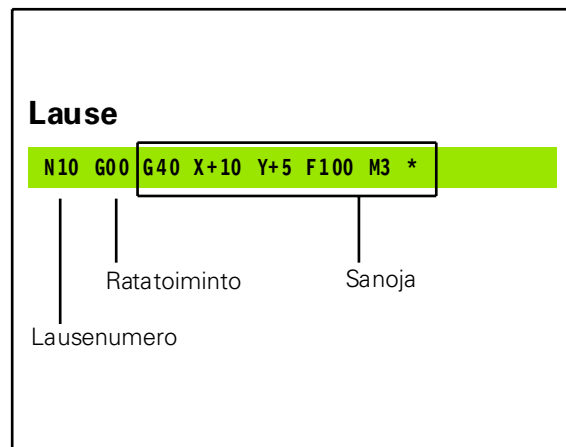 Lause
N10 G00 G40 X+10 Y+5 F100 M3 *
Ratatoiminto Sanoja
Lausenumero